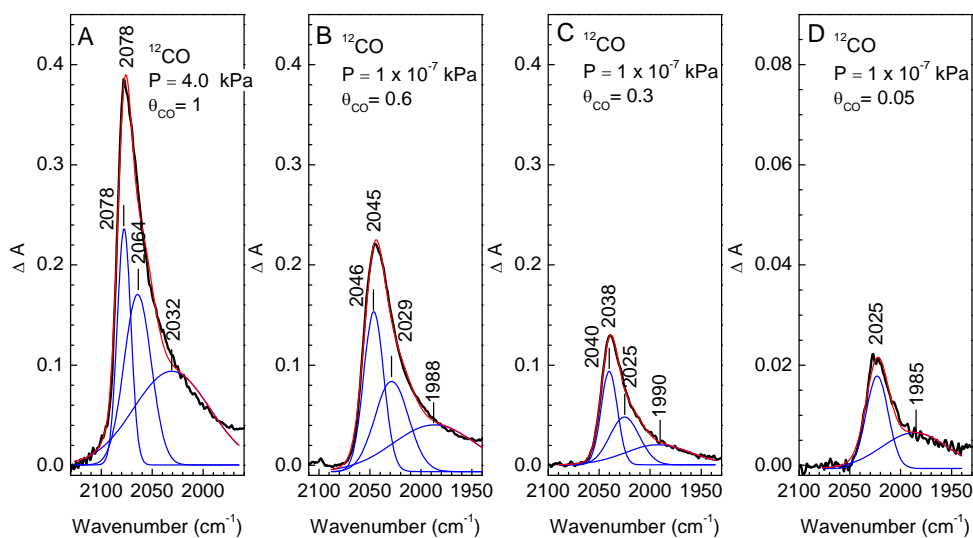 A
2078
¹²CO
P = 4.0 kPa
θCO= 1
2078
2064
2032
0.4
0.3
0.2
0.1
0.0
Δ A
2100 2050 2000
Wavenumber (cm⁻¹)
B
¹²CO
P = 1 x 10⁻⁷ kPa
θCO= 0.6
2045
2046
2029
1988
0.4
0.3
0.2
0.1
0.0
Δ A
2100 2050 2000 1950
Wavenumber (cm⁻¹)
C
¹²CO
P = 1 x 10⁻⁷ kPa
θCO= 0.3
2038
2040
2025
1990
0.4
0.3
0.2
0.1
0.0
Δ A
2100 2050 2000 1950
Wavenumber (cm⁻¹)
D
¹²CO
P = 1 x 10⁻⁷ kPa
θCO= 0.05
2025
1985
0.08
0.06
0.04
0.02
0.00
Δ A
2100 2050 2000 1950
Wavenumber (cm⁻¹)